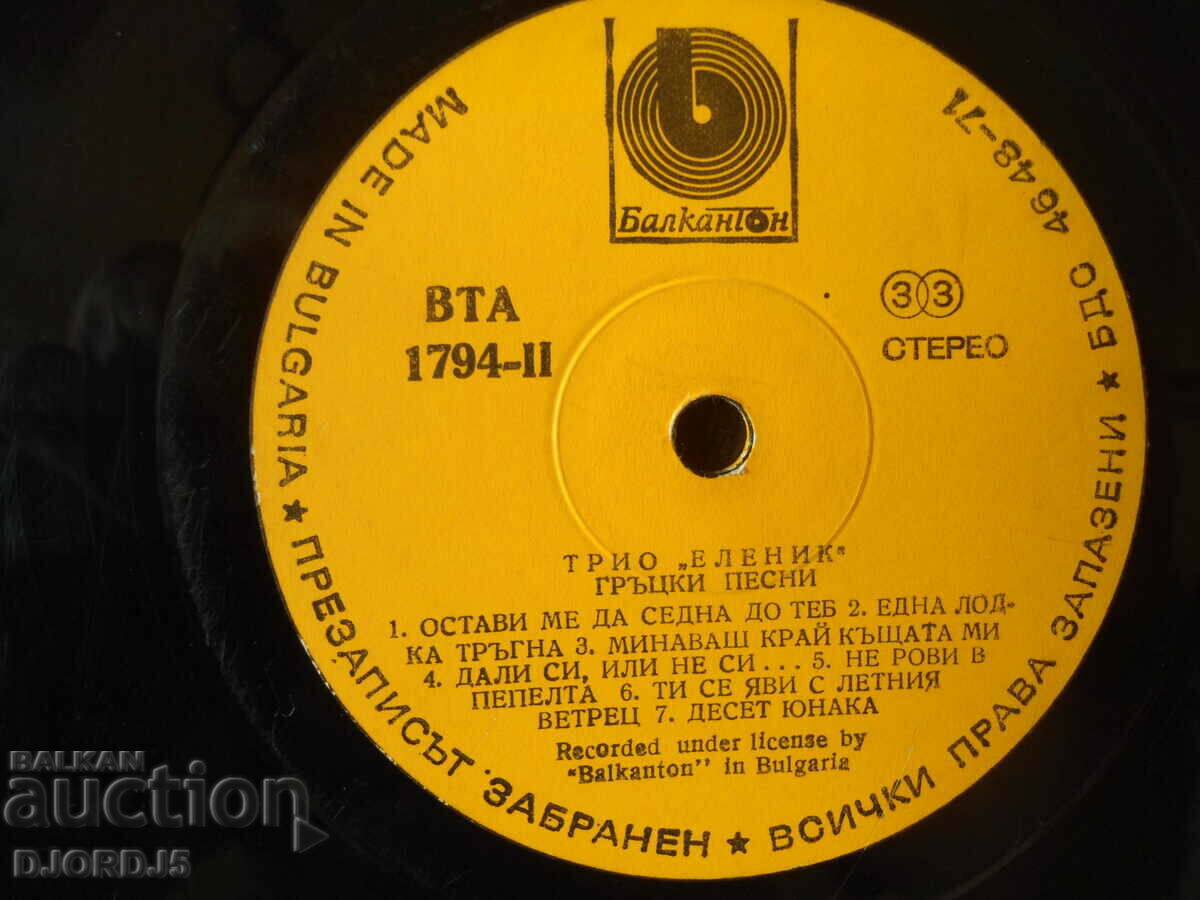 Балкантон
ВТА
1794-II
33
СТЕРЕО
ТРИО „ЕЛЕНИК"
ГРЪЦКИ ПЕСНИ
1. ОСТАВИ МЕ ДА СЕДНА ДО ТЕБ 2. ЕДНА ЛОД-
КА ТРЪГНА 3. МИНАВАШ КРАЙ КЪЩАТА МИ
4. ДАЛИ СИ, ИЛИ НЕ СИ... 5. НЕ РОВИ В
ПЕПЕЛТА 6. ТИ СЕ ЯВИ С ЛЕТНИЯ
ВЕТРЕЦ 7. ДЕСЕТ ЮНАКА
Recorded under license by
"Balkanton" in Bulgaria
MADE IN BULGARIA ★ ПРЕЗАПИСЪТ ЗАБРАНЕН ★ ВСИЧКИ ПРАВА ЗАПАЗЕНИ ★ БДС 4648-71
BALKAN
auction
DJORDJ5